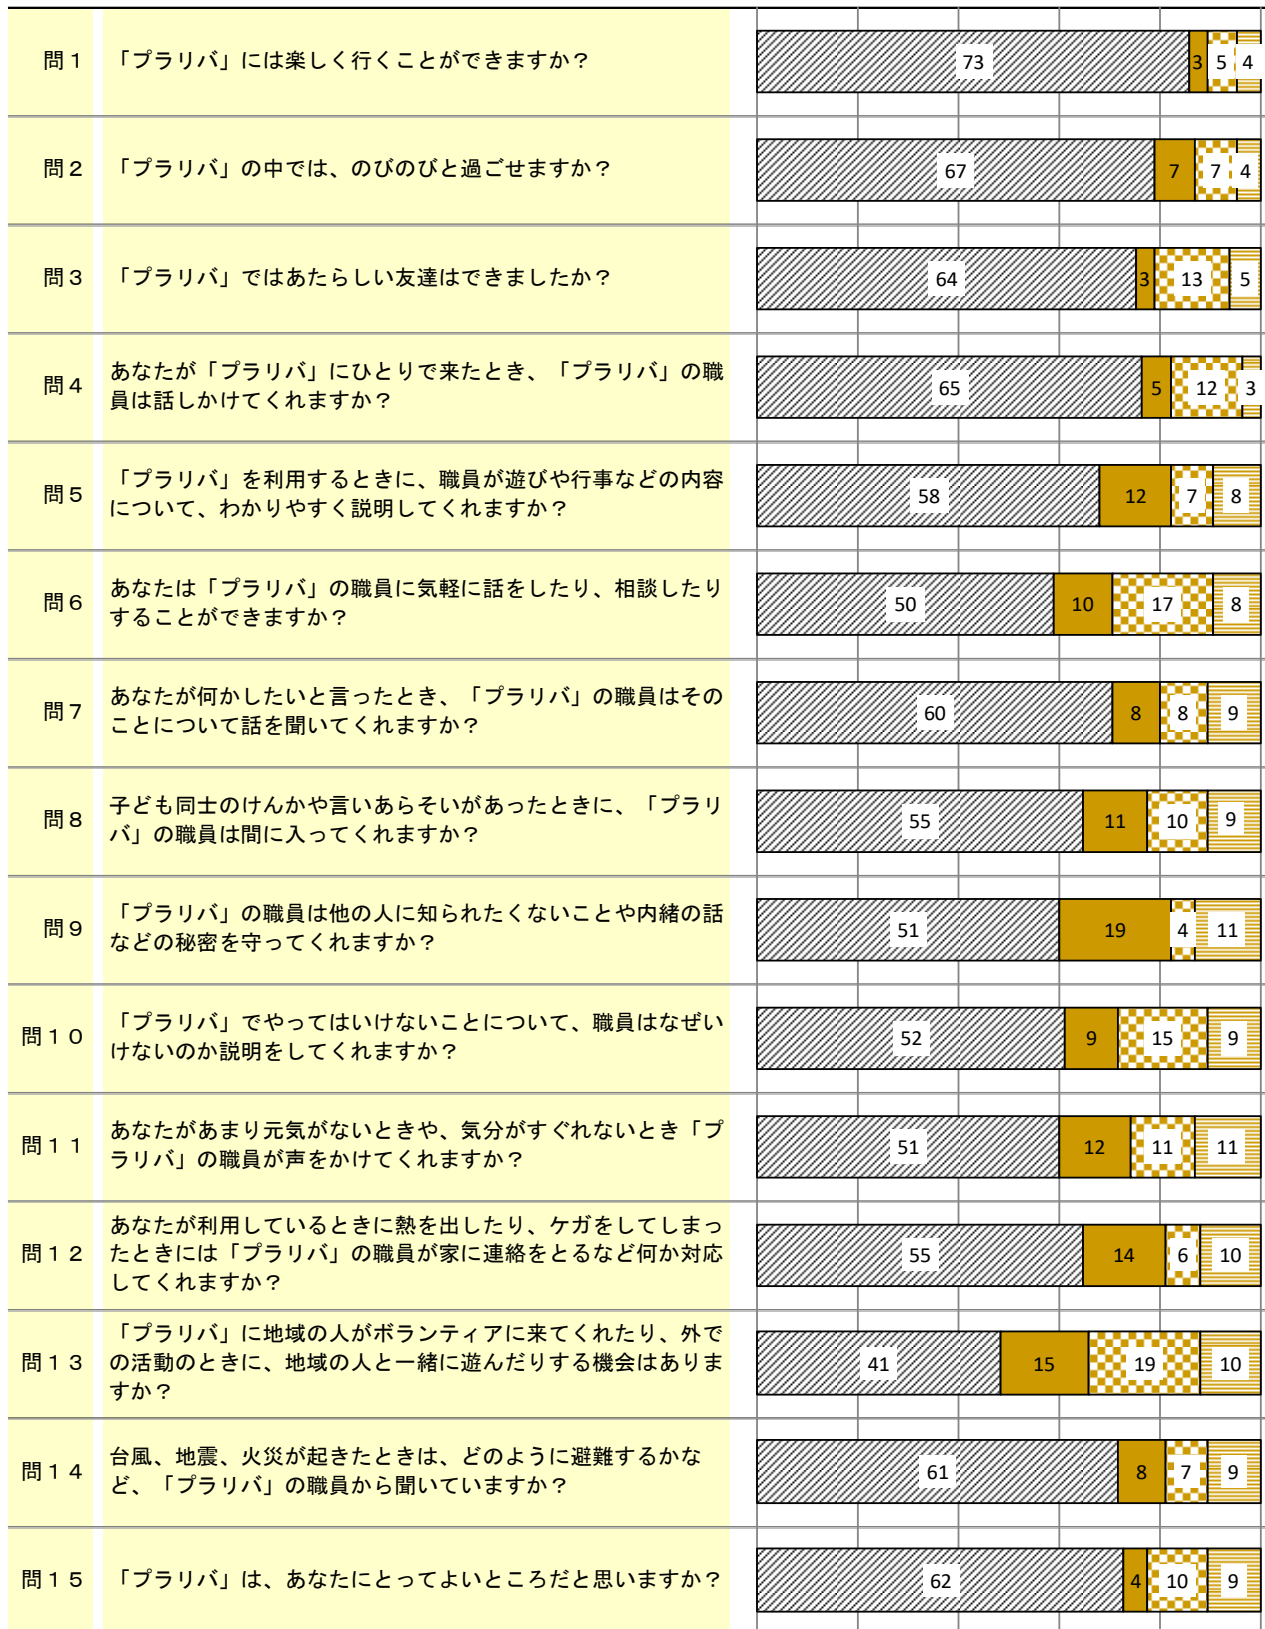 問１ 「プラリバ」には楽しく行くことができますか？ 73 3 5 4
問２ 「プラリバ」の中では、のびのびと過ごせますか？ 67 7 7 4
問３ 「プラリバ」ではあたらしい友達はできましたか？ 64 3 13 5
あなたが「プラリバ」にひとりで来たとき、「プラリバ」の職
問４ 員は話しかけてくれますか？ 65 5 12 3
「プラリバ」を利用するときに、職員が遊びや行事などの内容
問５ について、わかりやすく説明してくれますか？ 58 12 7 8
あなたは「プラリバ」の職員に気軽に話をしたり、相談したり
問６ することができますか？ 50 10 17 8
あなたが何かしたいと言ったとき、「プラリバ」の職員はその
問７ ことについて話を聞いてくれますか？ 60 8 8 9
子ども同士のけんかや言いあらそいがあったときに、「プラリ
問８ バ」の職員は間に入ってくれますか？ 55 11 10 9
「プラリバ」の職員は他の人に知られたくないことや内緒の話
問９ などの秘密を守ってくれますか？ 51 19 4 11
「プラリバ」でやってはいけないことについて、職員はなぜい
問１０ けないのか説明をしてくれますか？ 52 9 15 9
あなたがあまり元気がないときや、気分がすぐれないとき「プ
問１１ ラリバ」の職員が声をかけてくれますか？ 51 12 11 11
あなたが利用しているときに熱を出したり、ケガをしてしまっ
問１２ たときには「プラリバ」の職員が家に連絡をとるなど何か対応 55 14 6 10
してくれますか？
「プラリバ」に地域の人がボランティアに来てくれたり、外で
問１３ の活動のときに、地域の人と一緒に遊んだりする機会はありま 41 15 19 10
すか？
台風、地震、火災が起きたときは、どのように避難するかな
問１４ ど、「プラリバ」の職員から聞いていますか？ 61 8 7 9
問１５ 「プラリバ」は、あなたにとってよいところだと思いますか？ 62 4 10 9